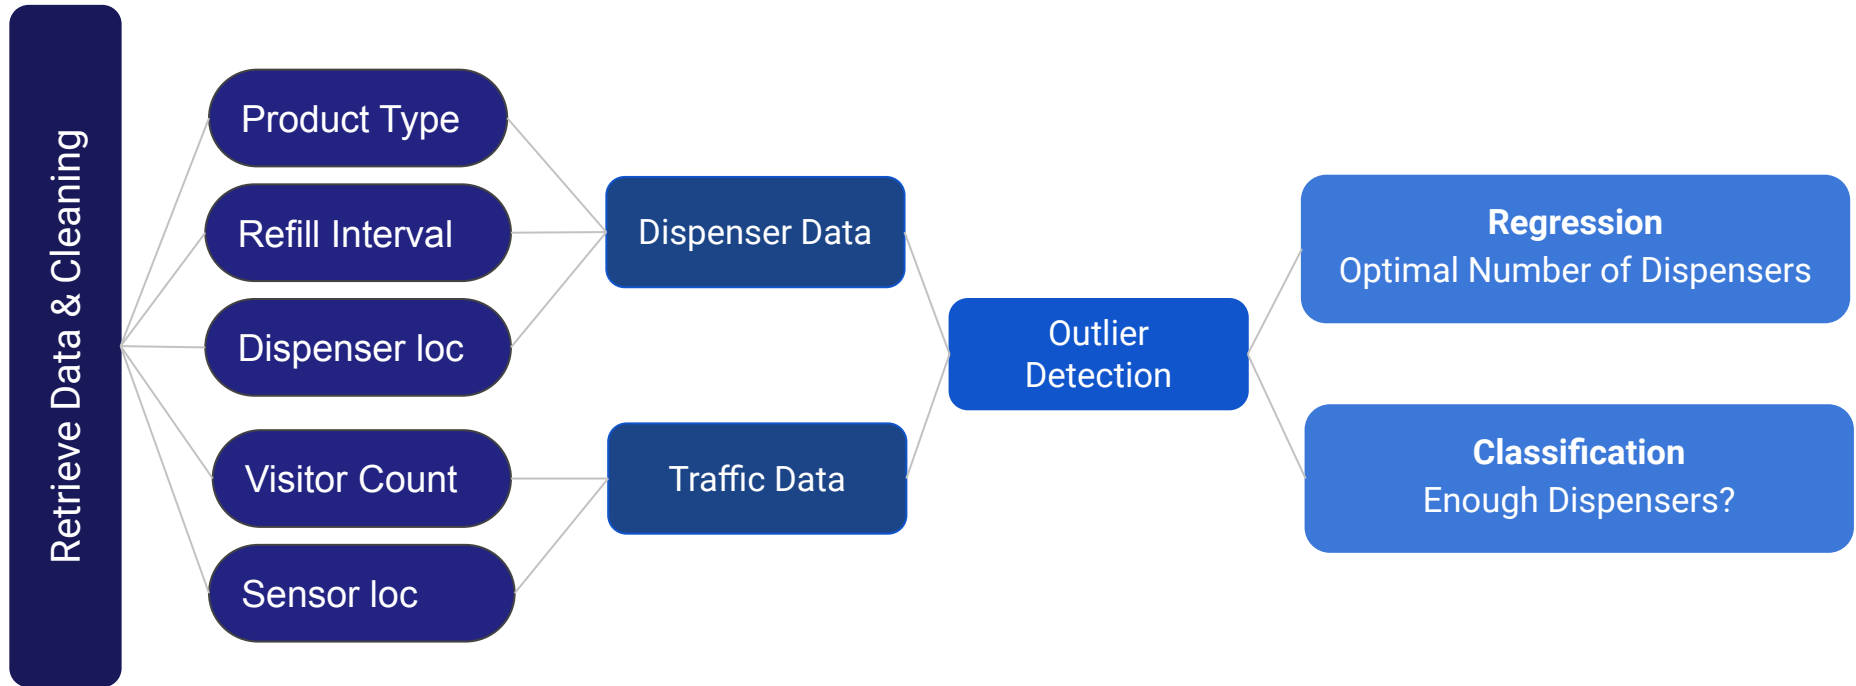 Retrieve Data & Cleaning
Product Type
Refill Interval
Dispenser loc
Visitor Count
Sensor loc
Dispenser Data
Traffic Data
Outlier
Detection
Regression
Optimal Number of Dispensers
Classification
Enough Dispensers?